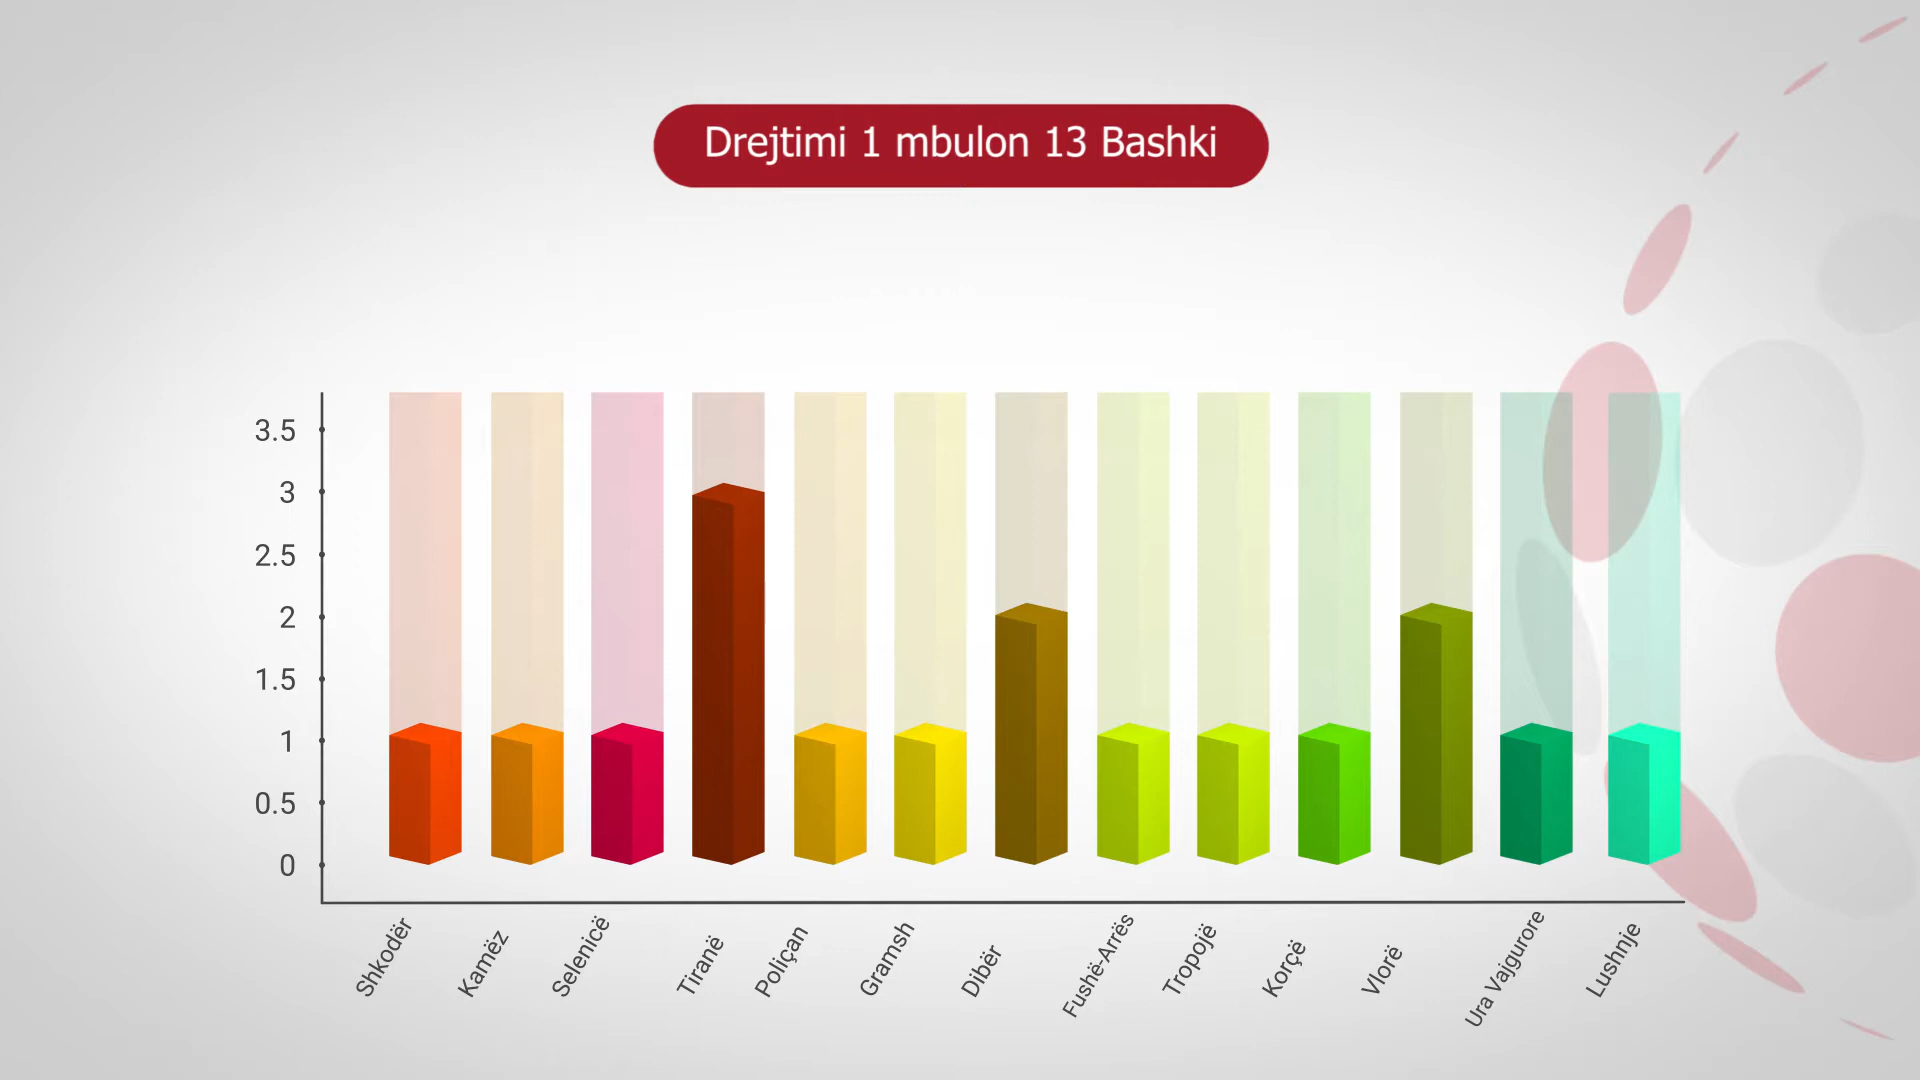 Drejtimi 1 mbulon 13 Bashki
3.5
3
2.5
2
1.5
1
0.5
0
Shkodër
Kamëz
Selenicë
Tiranë
Poliçan
Gramsh
Dibër
Fushë-Arrës
Tropojë
Korçë
Vlorë
Ura Vajgurore
Lushnje